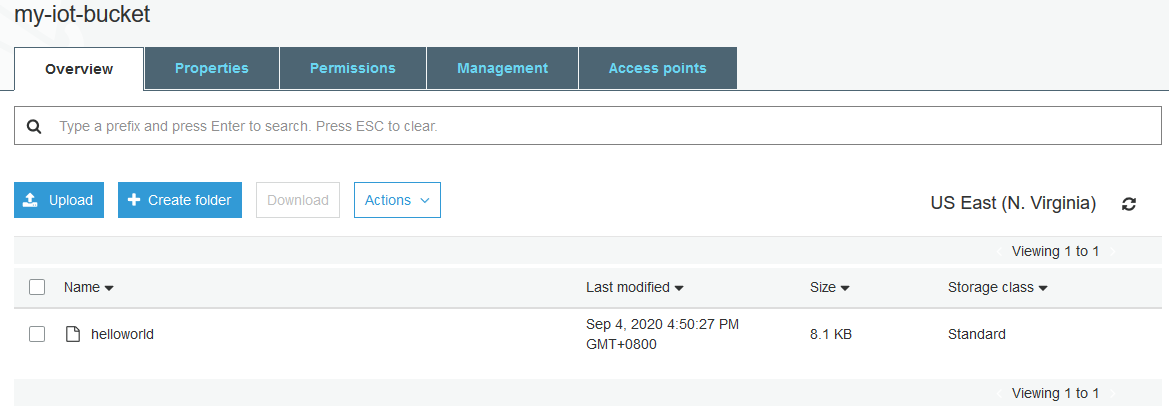 my-iot-bucket
Overview Properties Permissions Management Access points
Type a prefix and press Enter to search. Press ESC to clear.
Upload Create folder Download Actions US East (N. Virginia)
Viewing 1 to 1
Name Last modified Size Storage class
helloworld Sep 4, 2020 4:50:27 PM GMT+0800 8.1 KB Standard
Viewing 1 to 1